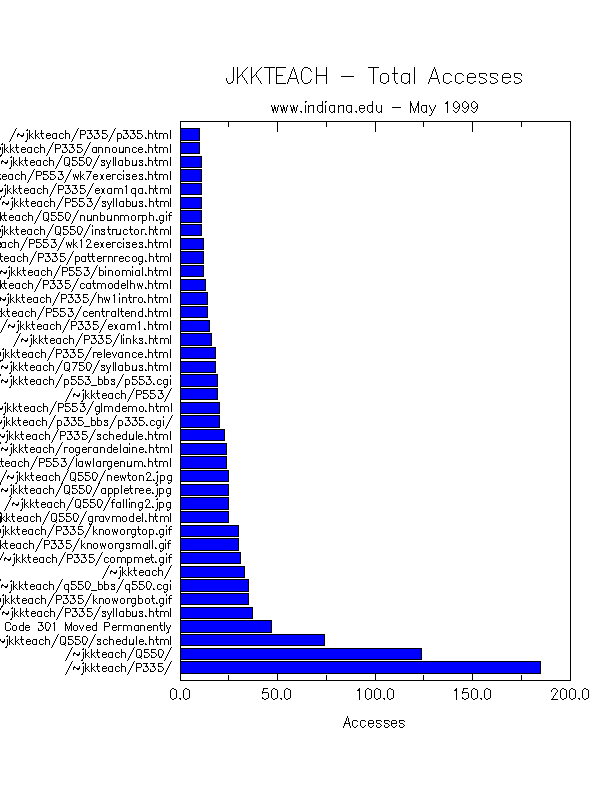 JKKTEACH - Total Accesses
www.indiana.edu - May 1999
/~jkkteach/P335/p335.html
jkkteach/P335/announce.html
~jkkteach/Q550/syllabus.html
each/P553/wk7exercises.html
~jkkteach/P335/exam1qa.html
/~jkkteach/P553/syllabus.html
kteach/Q550/nunbunmorph.gif
~jkkteach/Q550/instructor.html
ach/P553/wk12exercises.html
teach/P335/patternrecog.html
~jkkteach/P553/binomial.html
kteach/P335/catmodelhw.html
~jkkteach/P335/hw1intro.html
kkteach/P553/centraltend.html
/~jkkteach/P335/exam1.html
/~jkkteach/P335/links.html
jkkteach/P335/relevance.html
~jkkteach/Q750/syllabus.html
~jkkteach/p553_bbs/p553.cgi
/~jkkteach/P553/
~jkkteach/P553/glmdemo.html
~jkkteach/p335_bbs/p335.cgi/
~jkkteach/P335/schedule.html
/~jkkteach/rogerandelaine.html
teach/P553/lawlargenum.html
/~jkkteach/Q550/newton2.jpg
~jkkteach/Q550/appletree.jpg
/~jkkteach/Q550/falling2.jpg
jkkteach/Q550/gravmodel.html
jkkteach/P335/knoworgtop.gif
kteach/P335/knoworgsmall.gif
/~jkkteach/P335/compmet.gif
/~jkkteach/
~jkkteach/q550_bbs/q550.cgi
jkkteach/P335/knoworgbot.gif
/~jkkteach/P335/syllabus.html
Code 301 Moved Permanently
~jkkteach/Q550/schedule.html
/~jkkteach/Q550/
/~jkkteach/P335/
0.0 50.0 100.0 150.0 200.0
Accesses